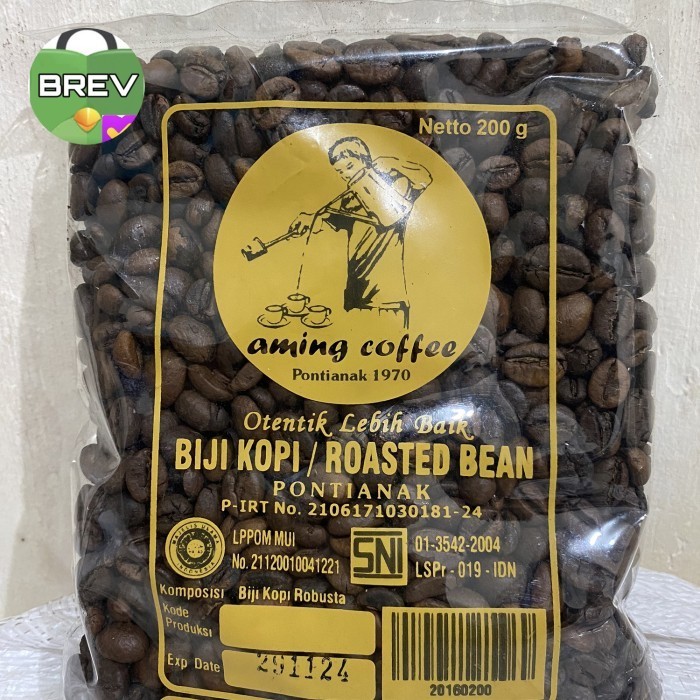 BREV
Netto 200 g
aming coffee
Pontianak 1970
Otentik Lebih Baik
BIJI KOPI / ROASTED BEAN
PONTIANAK
P-IRT No. 2106171030181-24
LPPOM MUI
No. 21120010041221
SNI
01-3542-2004
LSPr - 019 - IDN
Komposisi Biji Kopi Robusta
Kode
Produksi
Exp Date 291124
20160200